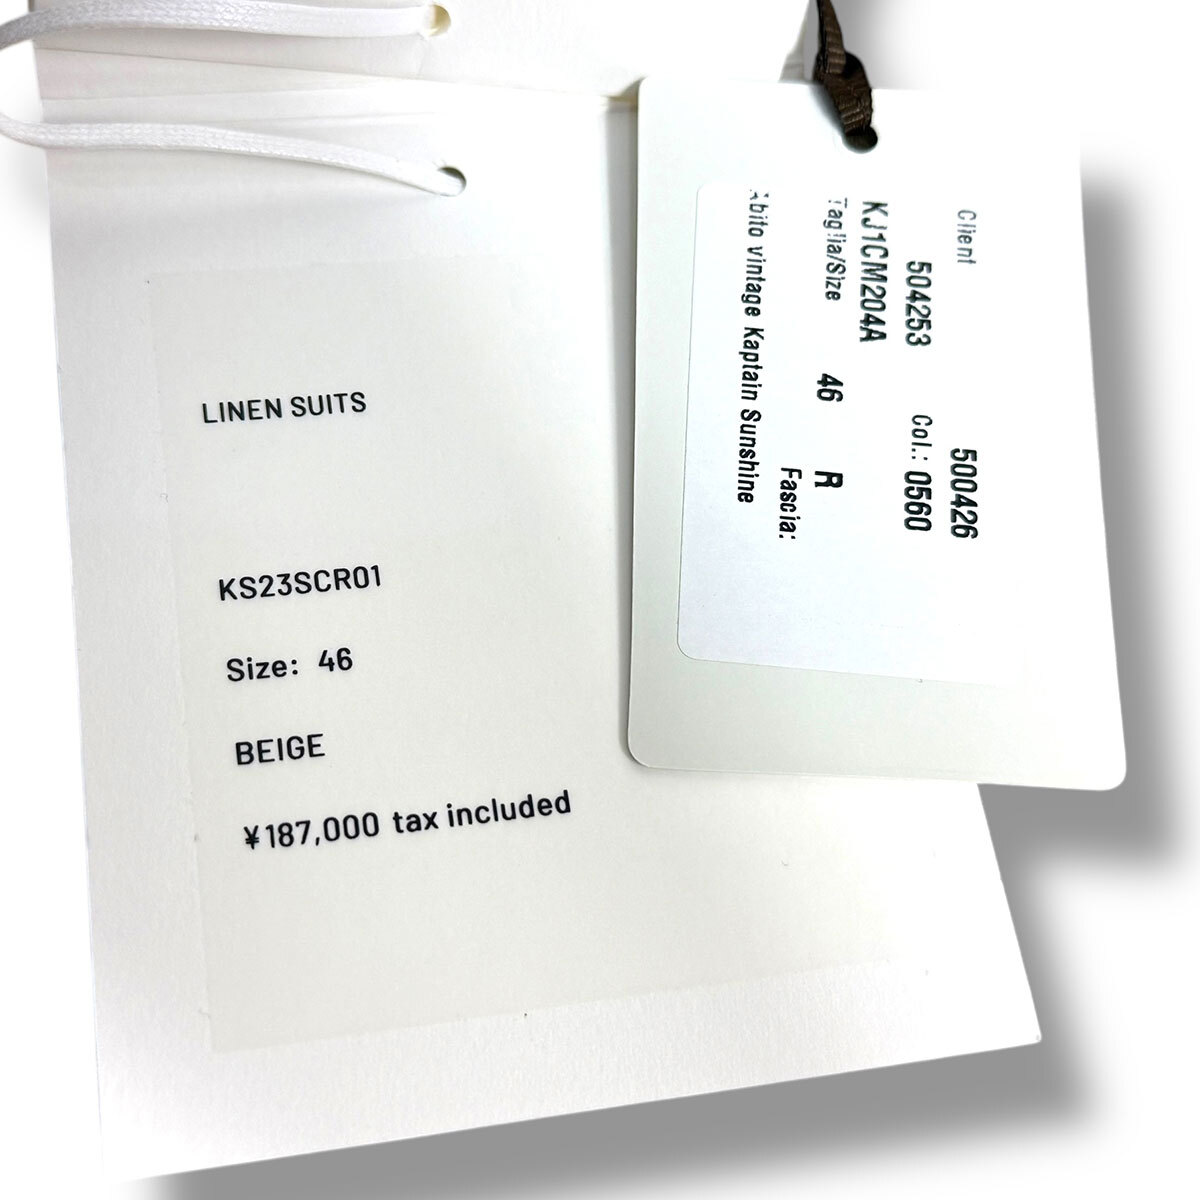 LINEN SUITS
KS23SCR01
Size: 46
BEIGE
¥187,000 tax included
Client 500426
504253 Col.: 0560
KJ1CM204A
Taglia/Size 46 R
Fascia:
Abito vintage Kaptain Sunshine